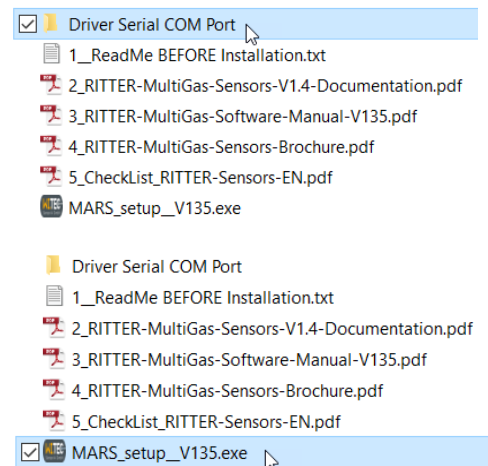 Driver Serial COM Port
1__ReadMe BEFORE Installation.txt
2_RITTER-MultiGas-Sensors-V1.4-Documentation.pdf
3_RITTER-MultiGas-Software-Manual-V135.pdf
4_RITTER-MultiGas-Sensors-Brochure.pdf
5_CheckList_RITTER-Sensors-EN.pdf
MARS_setup__V135.exe
Driver Serial COM Port
1__ReadMe BEFORE Installation.txt
2_RITTER-MultiGas-Sensors-V1.4-Documentation.pdf
3_RITTER-MultiGas-Software-Manual-V135.pdf
4_RITTER-MultiGas-Sensors-Brochure.pdf
5_CheckList_RITTER-Sensors-EN.pdf
MARS_setup__V135.exe